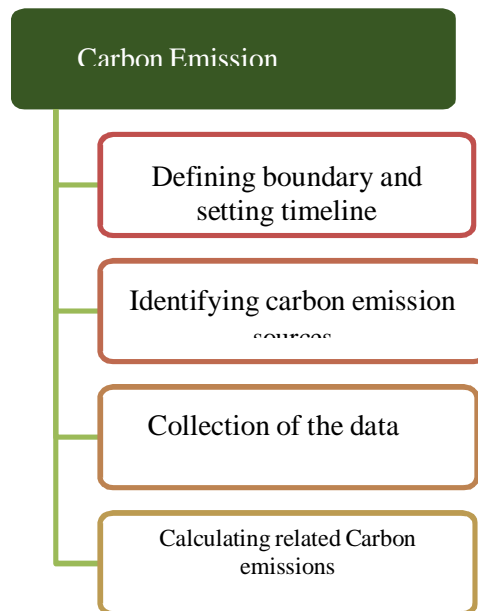 Carbon Emission
Defining boundary and
setting timeline
Identifying carbon emission
sources
Collection of the data
Calculating related Carbon
emissions